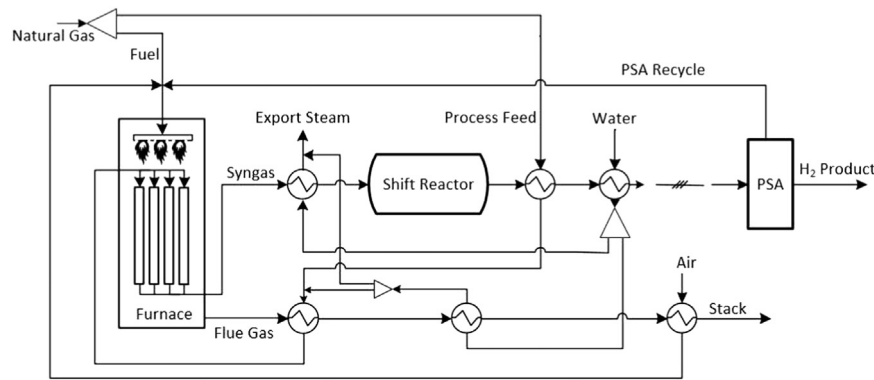 Natural Gas
Fuel
PSA Recycle
Export Steam
Process Feed
Water
Syngas
Shift Reactor
PSA
H₂ Product
Air
Furnace
Flue Gas
Stack